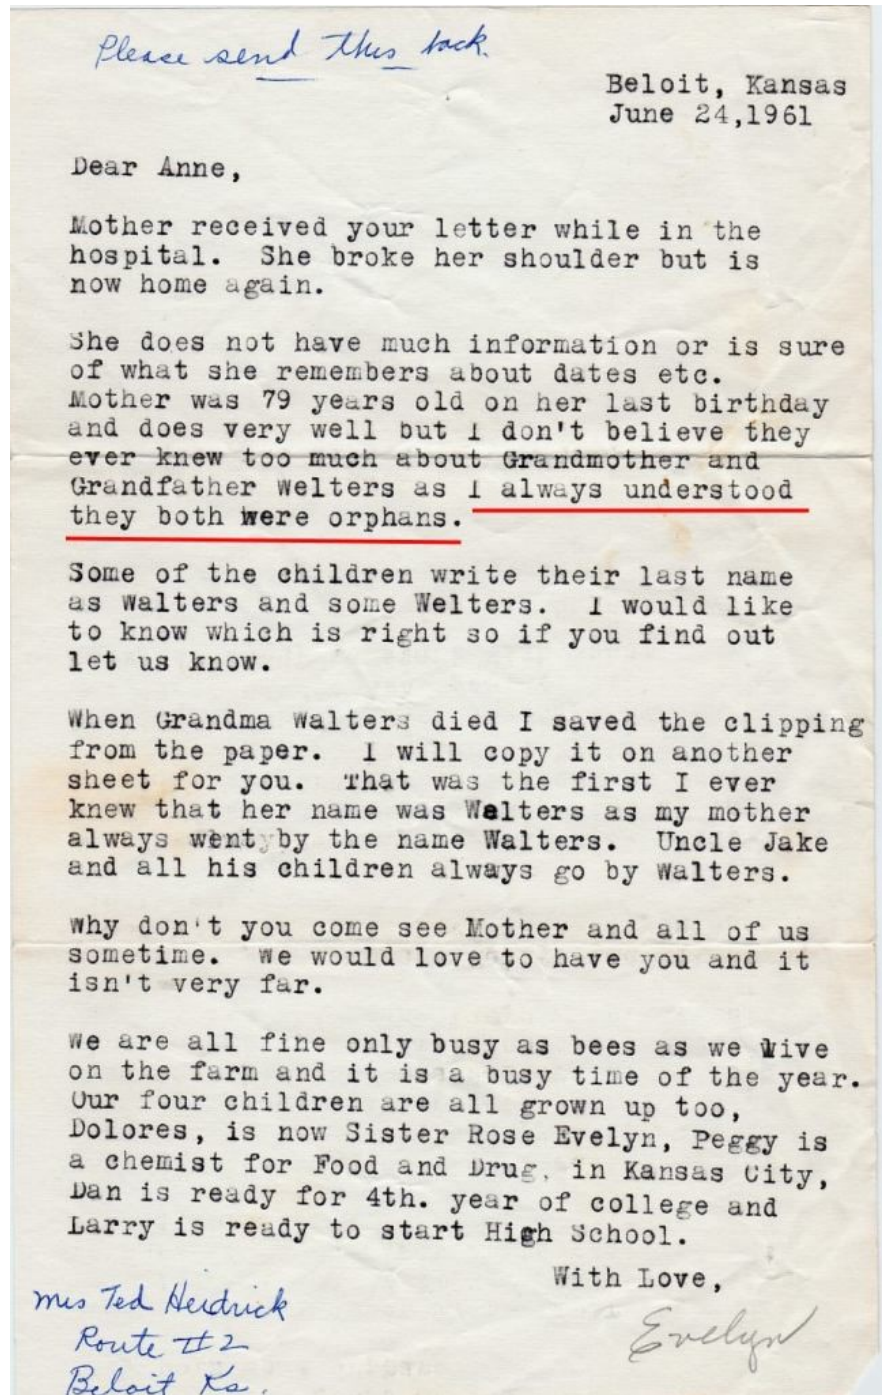 Please send this back.
Beloit, Kansas
June 24,1961
Dear Anne,
Mother received your letter while in the
hospital. She broke her shoulder but is
now home again.
She does not have much information or is sure
of what she remembers about dates etc.
Mother was 79 years old on her last birthday
and does very well but I don't believe they
ever knew too much about Grandmother and
Grandfather Welters as I always understood
they both were orphans.
Some of the children write their last name
as Walters and some Welters. I would like
to know which is right so if you find out
let us know.
When Grandma Walters died I saved the clipping
from the paper. I will copy it on another
sheet for you. That was the first I ever
knew that her name was Welters as my mother
always went by the name Walters. Uncle Jake
and all his children always go by Walters.
Why don't you come see Mother and all of us
sometime. We would love to have you and it
isn't very far.
We are all fine only busy as bees as we live
on the farm and it is a busy time of the year.
Our four children are all grown up too,
Dolores, is now Sister Rose Evelyn, Peggy is
a chemist for Food and Drug, in Kansas City,
Dan is ready for 4th. year of college and
Larry is ready to start High School.
With Love,
Evelyn
Mrs Ted Heidrick
Route #2
Beloit Ks.